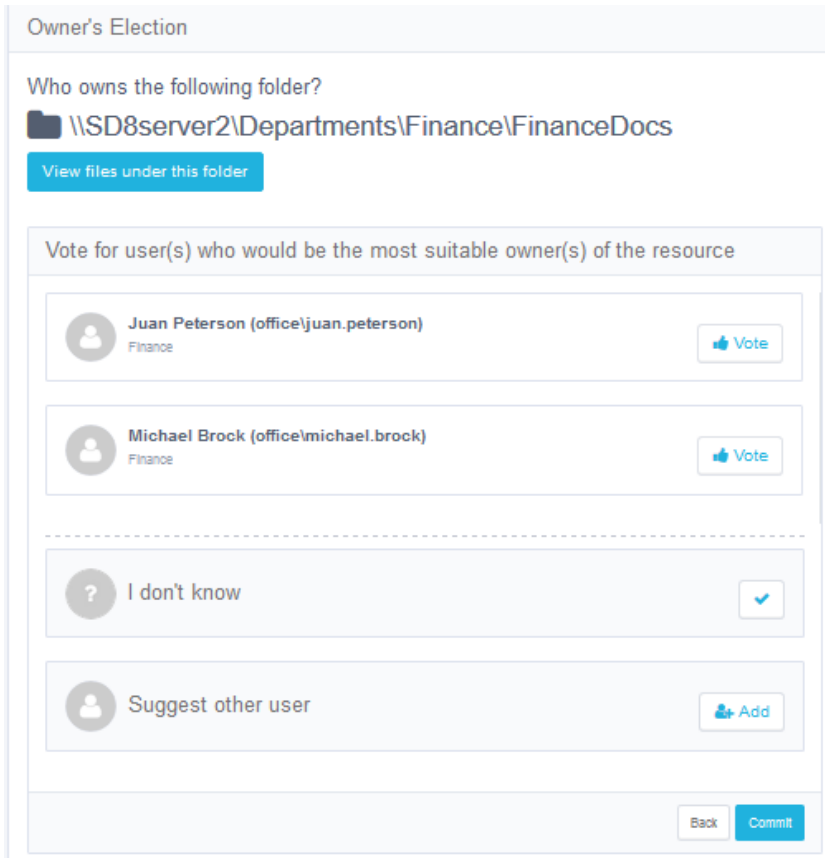 Owner's Election
Who owns the following folder?
\\SD8server2\Departments\Finance\FinanceDocs
View files under this folder
Vote for user(s) who would be the most suitable owner(s) of the resource
Juan Peterson (office\juan.peterson)
Finance
Vote
Michael Brock (office\michael.brock)
Finance
Vote
?
I don't know
Suggest other user
Add
Back
Commit